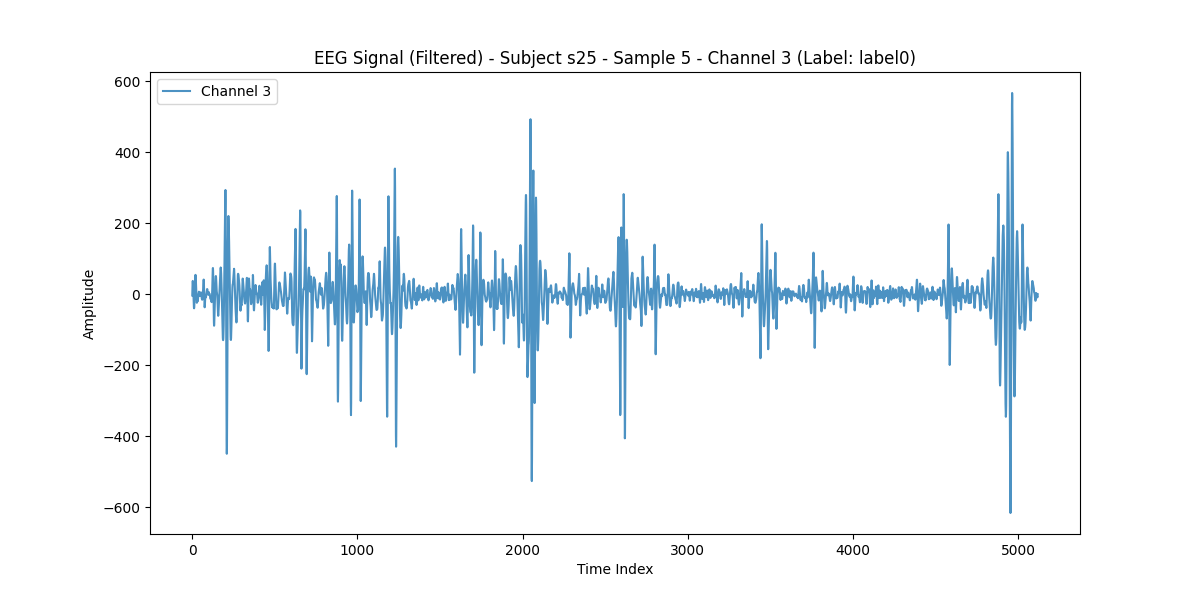 EEG Signal (Filtered) - Subject s25 - Sample 5 - Channel 3 (Label: label0)
Channel 3
600
400
200
0
−200
−400
−600
Amplitude
0 1000 2000 3000 4000 5000
Time Index